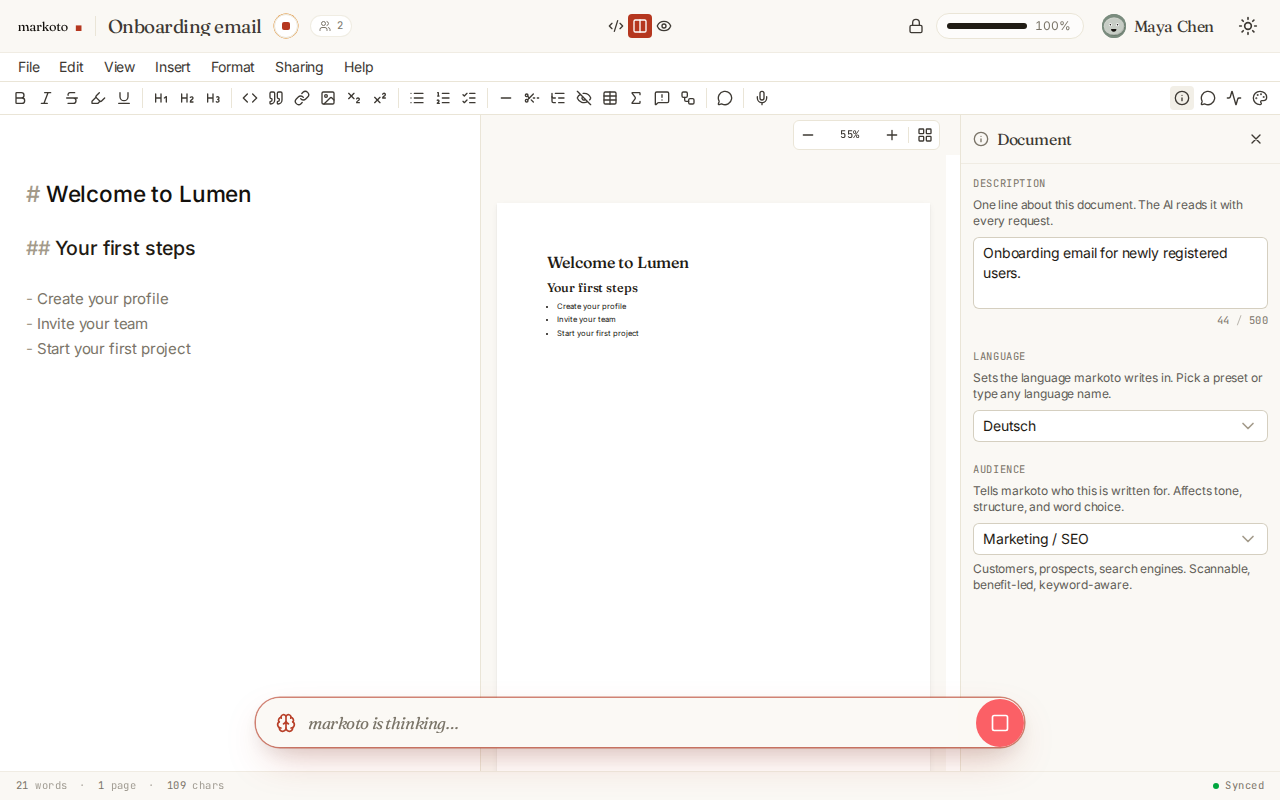 markoto
Onboarding email
2
100%
Maya Chen
File Edit View Insert Format Sharing Help
H1 H2 H3
X2 x2
55%
# Welcome to Lumen
## Your first steps
- Create your profile
- Invite your team
- Start your first project
Welcome to Lumen
Your first steps
• Create your profile
• Invite your team
• Start your first project
Document
DESCRIPTION
One line about this document. The AI reads it with
every request.
Onboarding email for newly registered
users.
44 / 500
LANGUAGE
Sets the language markoto writes in. Pick a preset or
type any language name.
Deutsch
AUDIENCE
Tells markoto who this is written for. Affects tone,
structure, and word choice.
Marketing / SEO
Customers, prospects, search engines. Scannable,
benefit-led, keyword-aware.
markoto is thinking...
21 words · 1 page · 109 chars
Synced